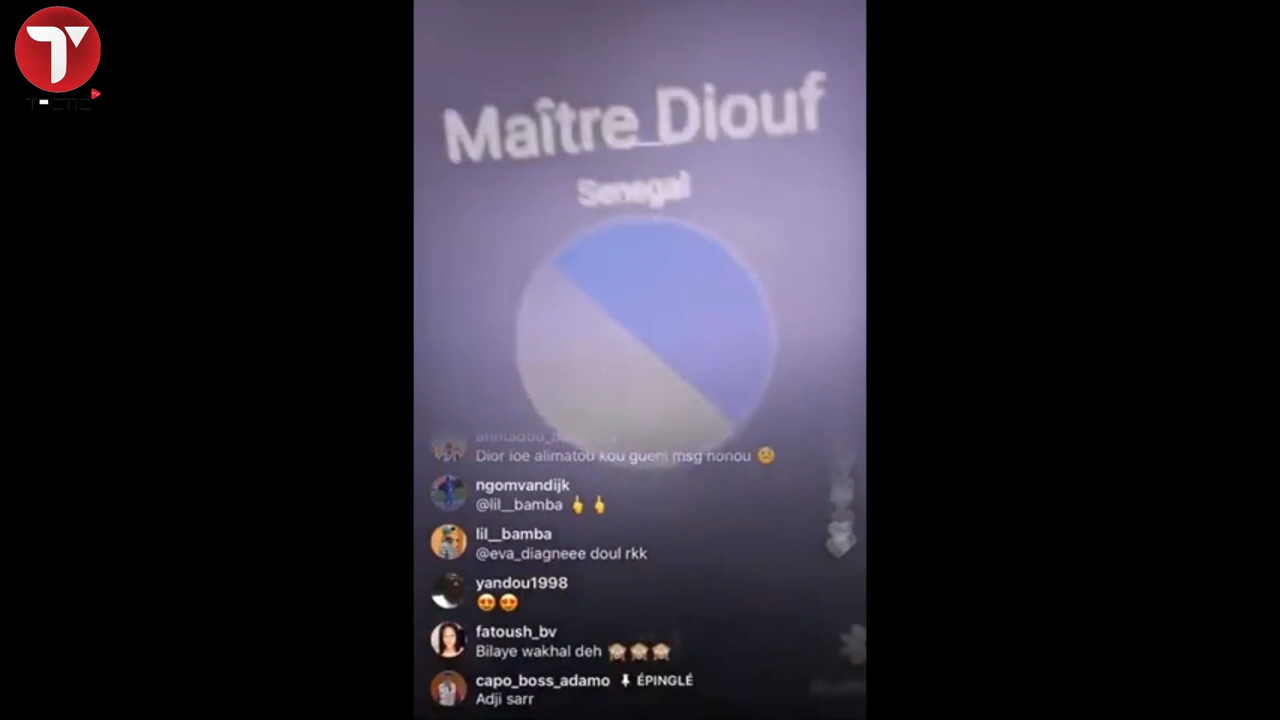 Maître_Diouf
Senegal
Dior ioe alimatou kou guem msg honou 🥹
ngomvandijk
@lil__bamba 👆 👆
lil__bamba
@eva_diagneee doul rkk
yandou1998
😍😍
fatoush_bv
Bilaye wakhal deh 🙈🙈🙈
capo_boss_adamo 📌 ÉPINGLÉ
Adji sarr